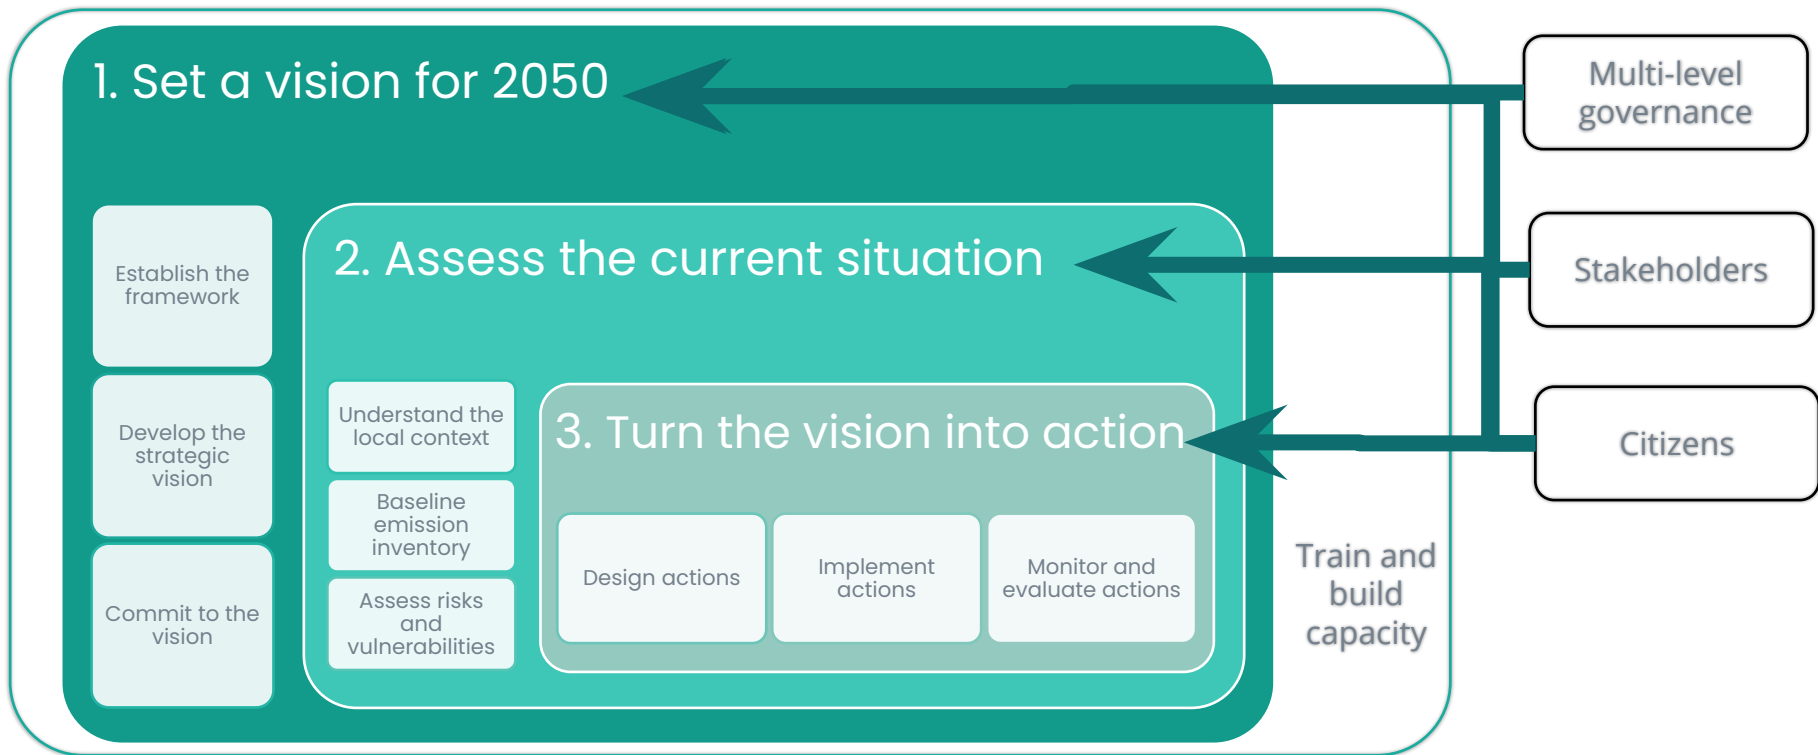 1. Set a vision for 2050
Establish the
framework
Develop the
strategic
vision
Commit to the
vision
2. Assess the current situation
Understand the
local context
Baseline
emission
inventory
Assess risks
and
vulnerabilities
3. Turn the vision into action
Design actions
Implement
actions
Monitor and
evaluate actions
Train and
build
capacity
Multi-level
governance
Stakeholders
Citizens